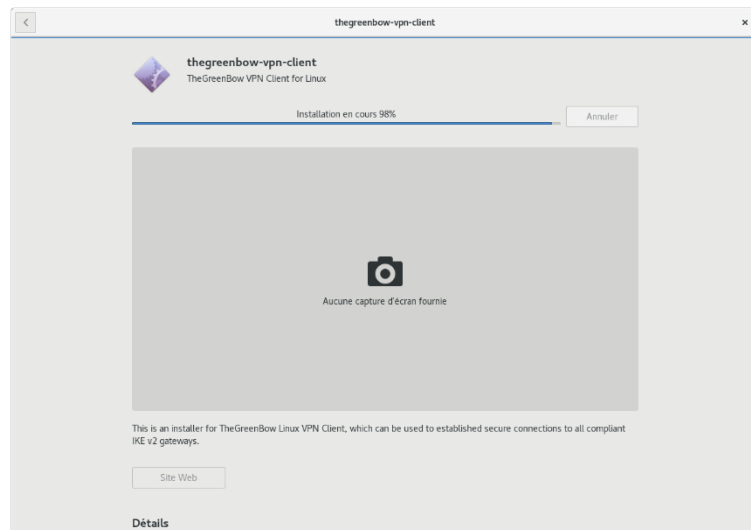 thegreenbow-vpn-client
thegreenbow-vpn-client
TheGreenBow VPN Client for Linux
Installation en cours 98%
Annuler
Aucune capture d'écran fournie
This is an installer for TheGreenBow Linux VPN Client, which can be used to established secure connections to all compliant
IKE v2 gateways.
Site Web
Détails